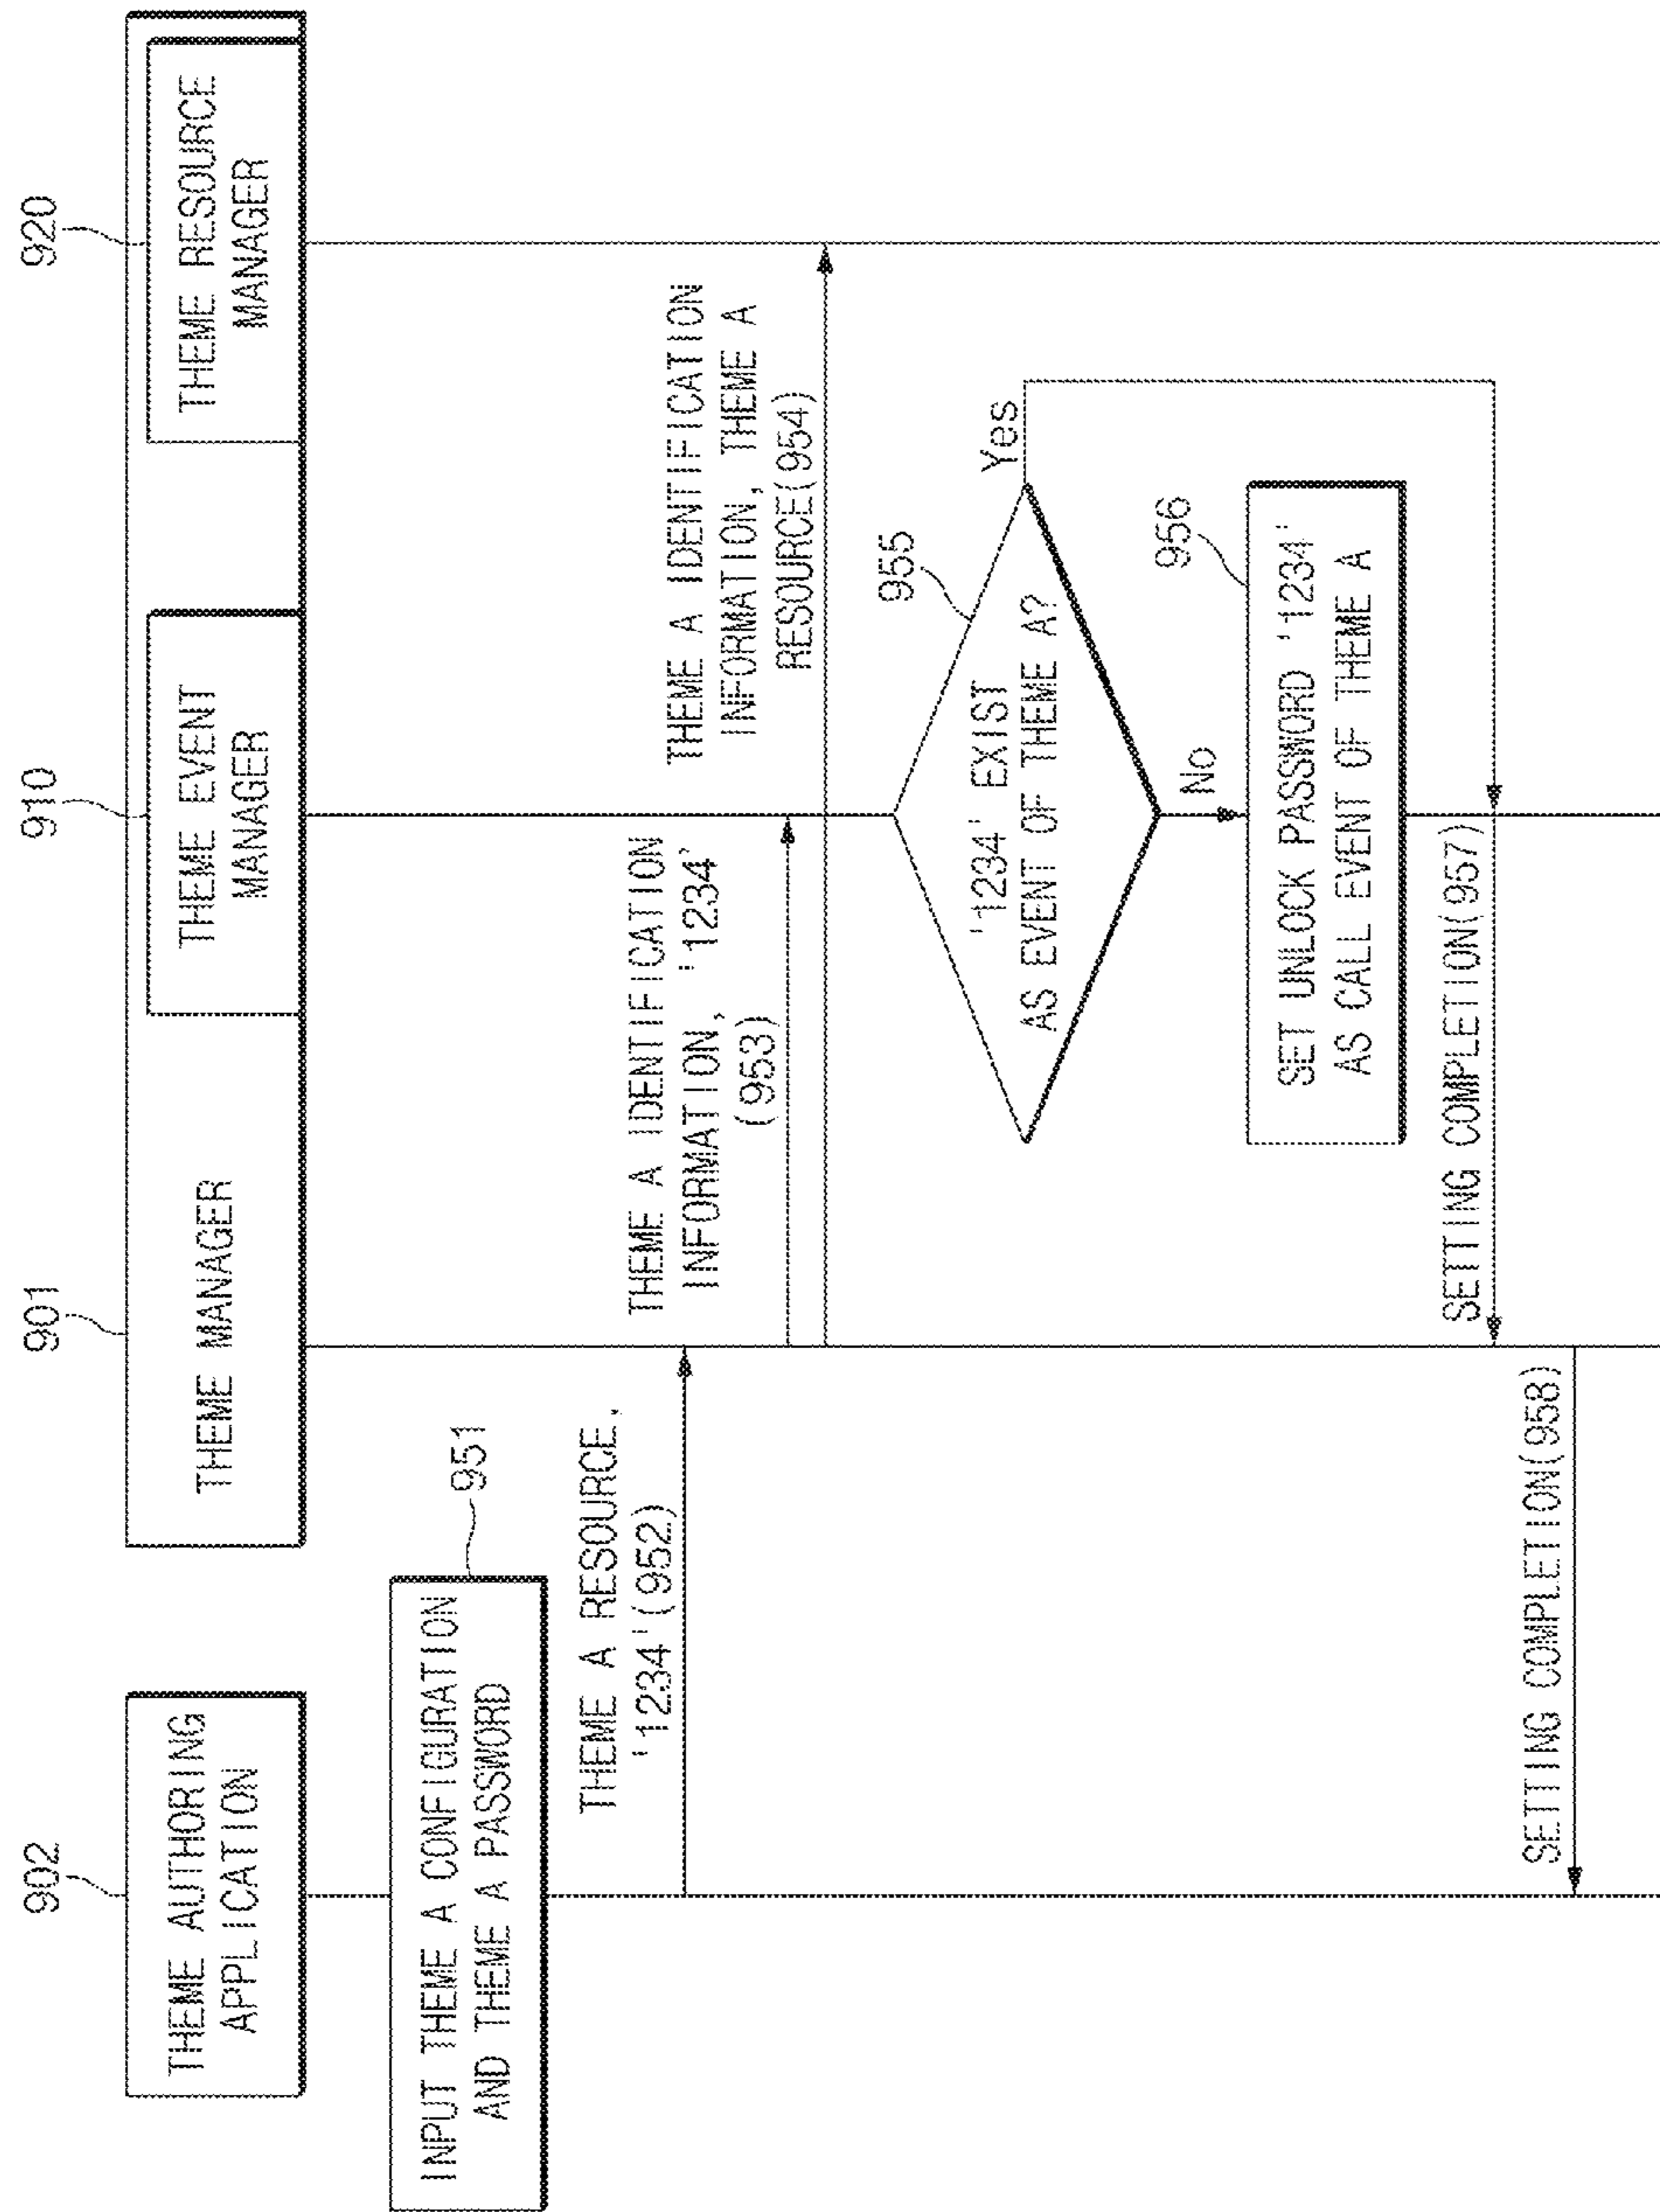 902
901
910
920
THEME AUTHORING
APPLICATION
THEME MANAGER
THEME EVENT
MANAGER
THEME RESOURCE
MANAGER
951
INPUT THEME A CONFIGURATION
AND THEME A PASSWORD
THEME A RESOURCE,
'1234'(952)
THEME A IDENTIFICATION
INFORMATION, '1234'
(953)
THEME A IDENTIFICATION
INFORMATION, THEME A
RESOURCE(954)
955
'1234' EXIST
AS EVENT OF THEME A?
Yes
No
956
SET UNLOCK PASSWORD '1234'
AS CALL EVENT OF THEME A
SETTING COMPLETION(957)
SETTING COMPLETION(958)